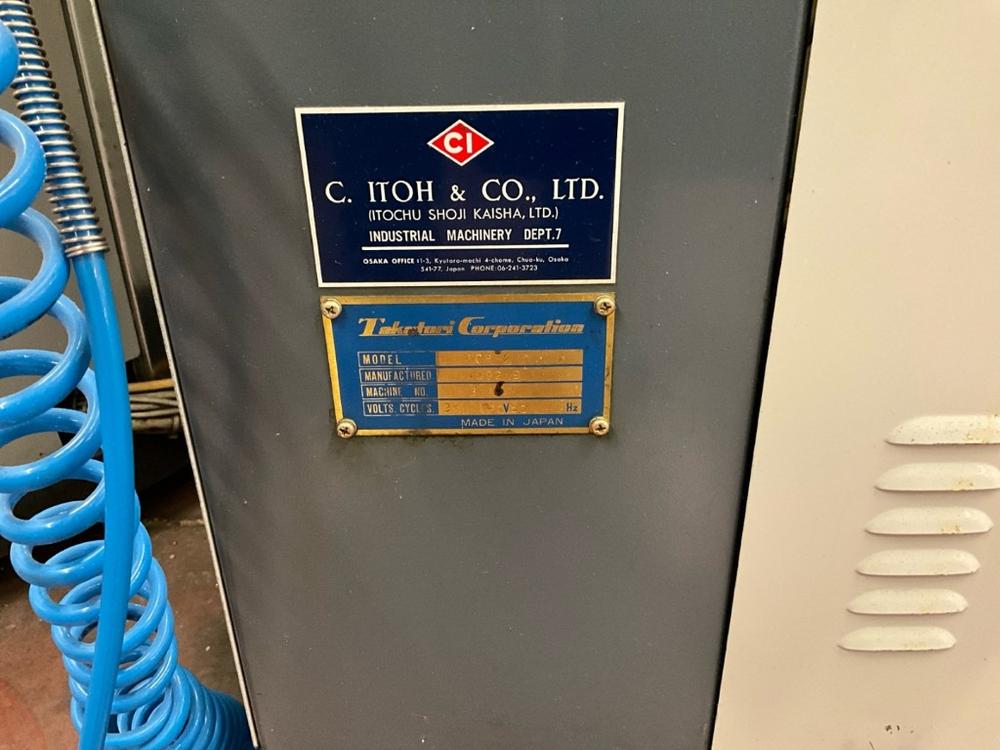 CI
C. ITOH & CO., LTD.
(ITOCHU SHOJI KAISHA, LTD.)
INDUSTRIAL MACHINERY DEPT.7
OSAKA OFFICE 11-3, Kyutaro-machi 4-chome, Chuo-ku, Osaka
541-77, Japan PHONE:06-241-3723
Takatori Corporation
MODEL
MANUFACTURED
MACHINE NO. 6
VOLTS. CYCLES. V Hz
MADE IN JAPAN